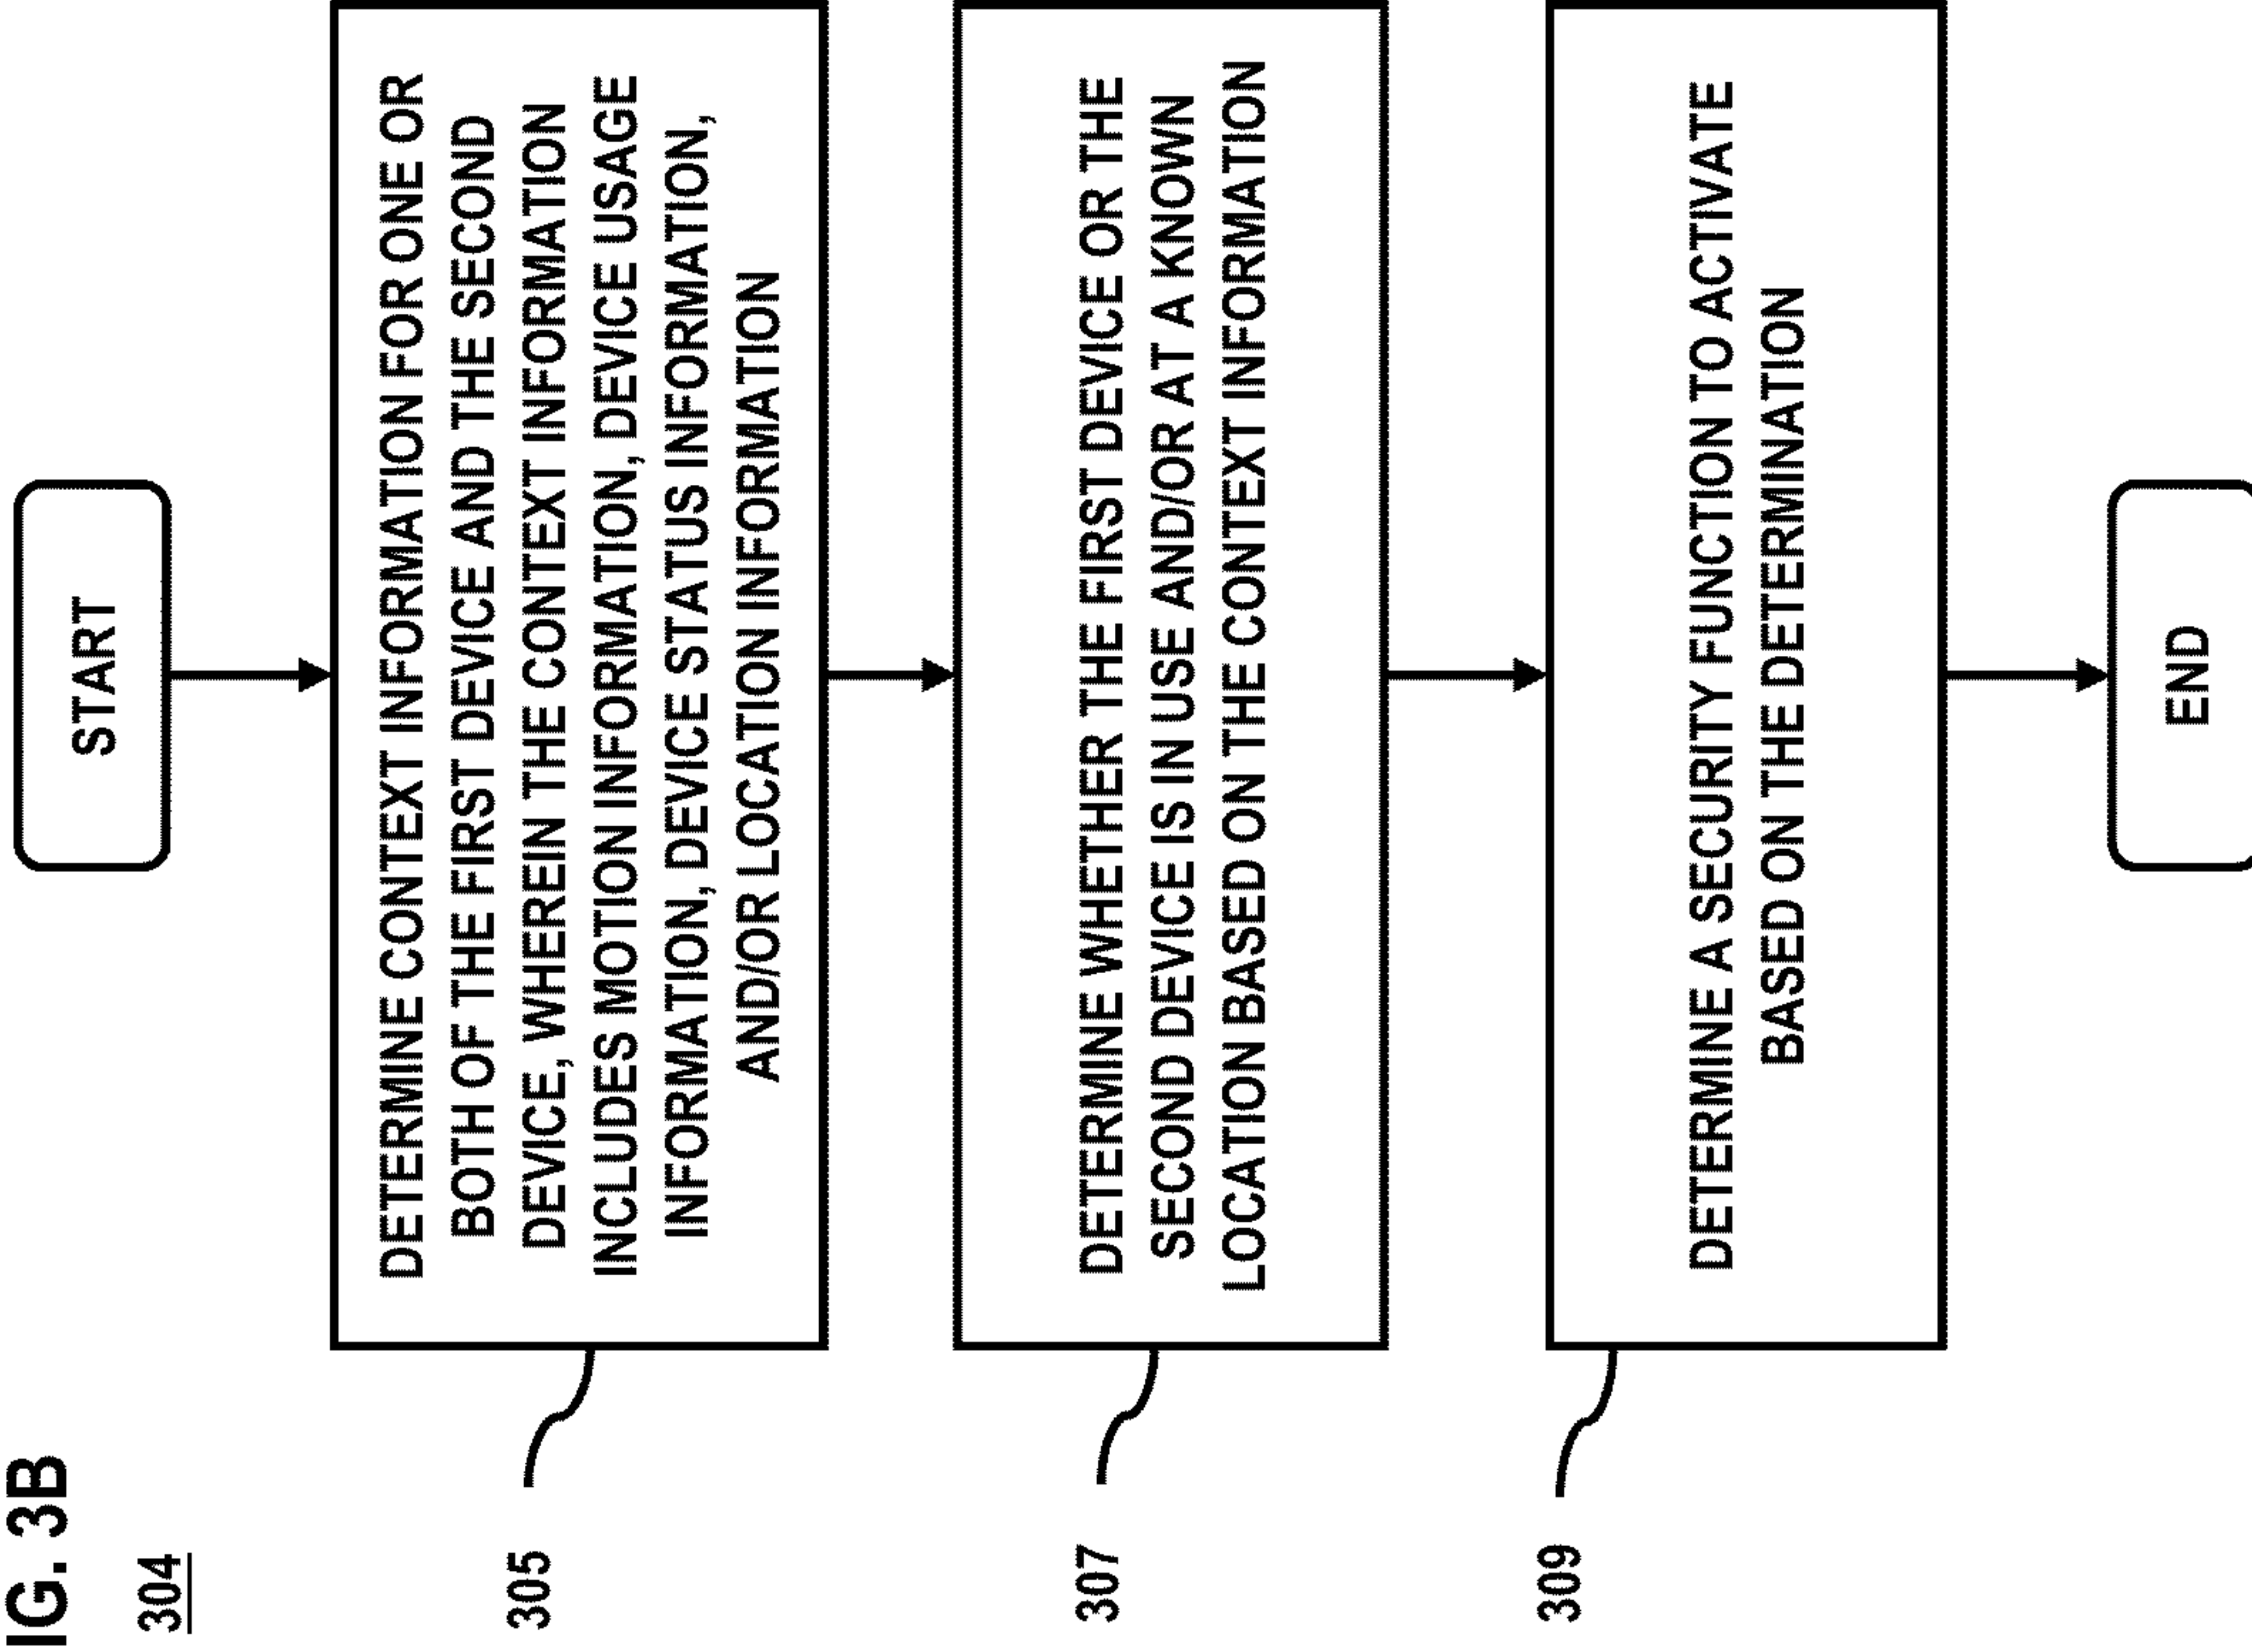 IG. 3B
304
START
305
DETERMINE CONTEXT INFORMATION FOR ONE OR
BOTH OF THE FIRST DEVICE AND THE SECOND
DEVICE, WHEREIN THE CONTEXT INFORMATION
INCLUDES MOTION INFORMATION, DEVICE USAGE
INFORMATION, DEVICE STATUS INFORMATION,
AND/OR LOCATION INFORMATION
307
DETERMINE WHETHER THE FIRST DEVICE OR THE
SECOND DEVICE IS IN USE AND/OR AT A KNOWN
LOCATION BASED ON THE CONTEXT INFORMATION
309
DETERMINE A SECURITY FUNCTION TO ACTIVATE
BASED ON THE DETERMINATION
END